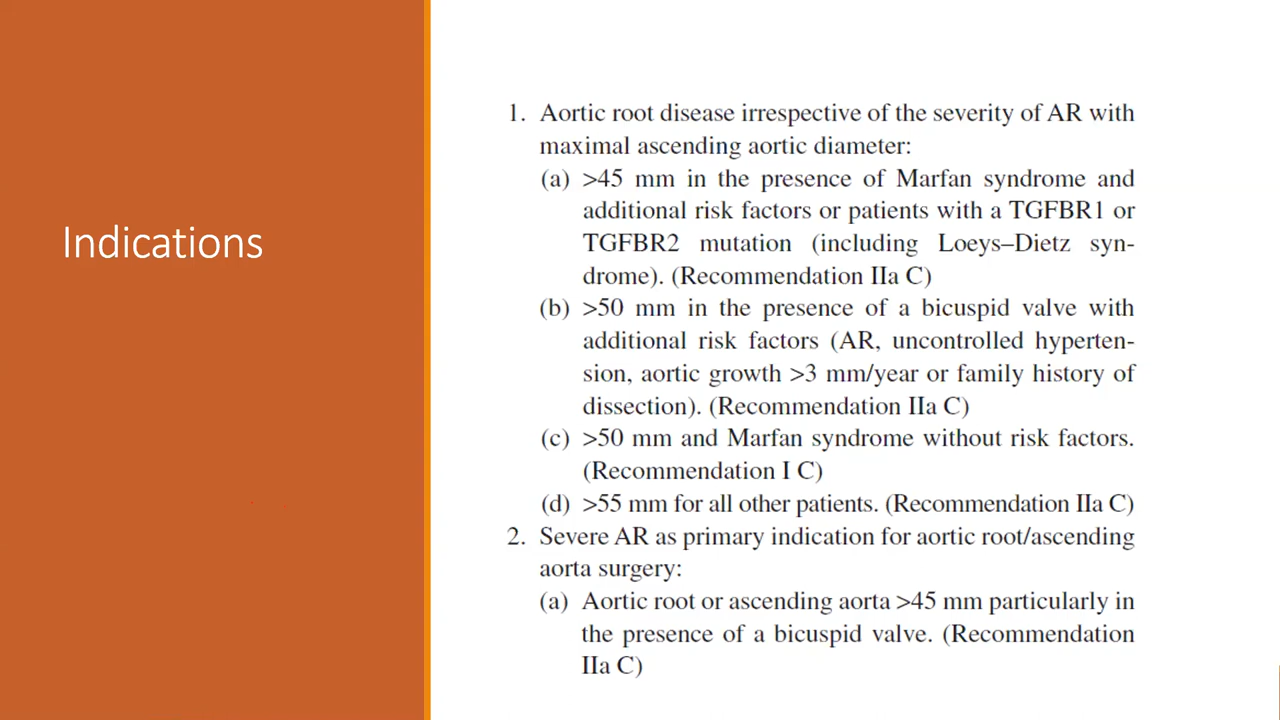 Indications
1. Aortic root disease irrespective of the severity of AR with
maximal ascending aortic diameter:
(a) >45 mm in the presence of Marfan syndrome and
additional risk factors or patients with a TGFBR1 or
TGFBR2 mutation (including Loeys–Dietz syn-
drome). (Recommendation IIa C)
(b) >50 mm in the presence of a bicuspid valve with
additional risk factors (AR, uncontrolled hyperten-
sion, aortic growth >3 mm/year or family history of
dissection). (Recommendation IIa C)
(c) >50 mm and Marfan syndrome without risk factors.
(Recommendation I C)
(d) >55 mm for all other patients. (Recommendation IIa C)
2. Severe AR as primary indication for aortic root/ascending
aorta surgery:
(a) Aortic root or ascending aorta >45 mm particularly in
the presence of a bicuspid valve. (Recommendation
IIa C)